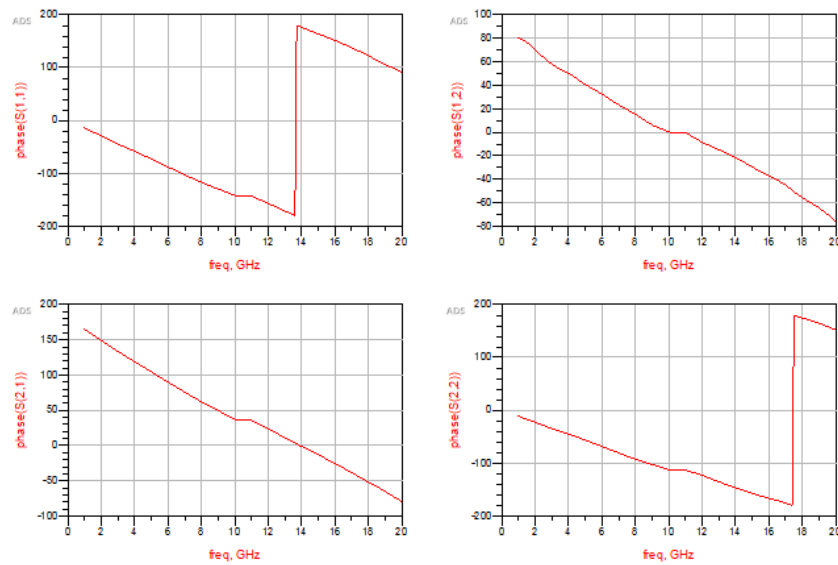 ADS
phase(S(1,1))
200
100
0
-100
-200
0 2 4 6 8 10 12 14 16 18 20
freq, GHz
ADS
phase(S(1,2))
100
80
60
40
20
0
-20
-40
-60
-80
0 2 4 6 8 10 12 14 16 18 20
freq, GHz
ADS
phase(S(2,1))
200
150
100
50
0
-50
-100
0 2 4 6 8 10 12 14 16 18 20
freq, GHz
ADS
phase(S(2,2))
200
100
0
-100
-200
0 2 4 6 8 10 12 14 16 18 20
freq, GHz